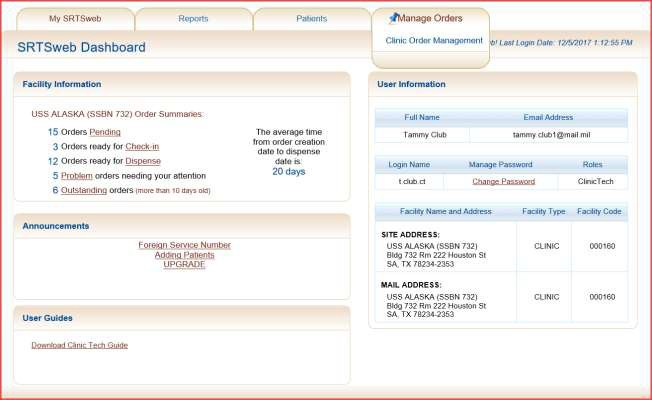 My SRTSweb
Reports
Patients
Manage Orders
Clinic Order Management
SRTSweb Dashboard
! Last Login Date: 12/5/2017 1:12:55 PM
Facility Information
USS ALASKA (SSBN 732) Order Summaries:
15 Orders Pending
3 Orders ready for Check-in
12 Orders ready for Dispense
5 Problem orders needing your attention
6 Outstanding orders (more than 10 days old)
The average time
from order creation
date to dispense
date is:
20 days
Announcements
Foreign Service Number
Adding Patients
UPGRADE
User Guides
Download Clinic Tech Guide
User Information
Full Name Email Address
Tammy Club tammy.club1@mail.mil
Login Name Manage Password Roles
t.club.ct Change Password ClinicTech
Facility Name and Address Facility Type Facility Code
SITE ADDRESS:
USS ALASKA (SSBN 732) CLINIC 000160
Bldg 732 Rm 222 Houston St
SA, TX 78234-2353
MAIL ADDRESS:
USS ALASKA (SSBN 732) CLINIC 000160
Bldg 732 Rm 222 Houston St
SA, TX 78234-2353